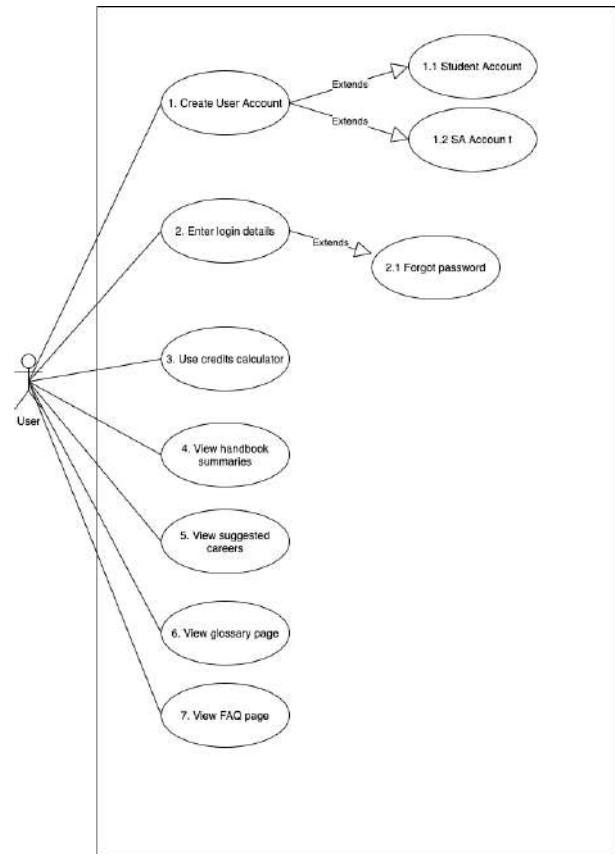 1.1 Student Account
Extends
1. Create User Account
Extends
1.2 SA Account
2. Enter login details
Extends
2.1 Forgot password
3. Use credits calculator
User
4. View handbook
summaries
5. View suggested
careers
6. View glossary page
7. View FAQ page